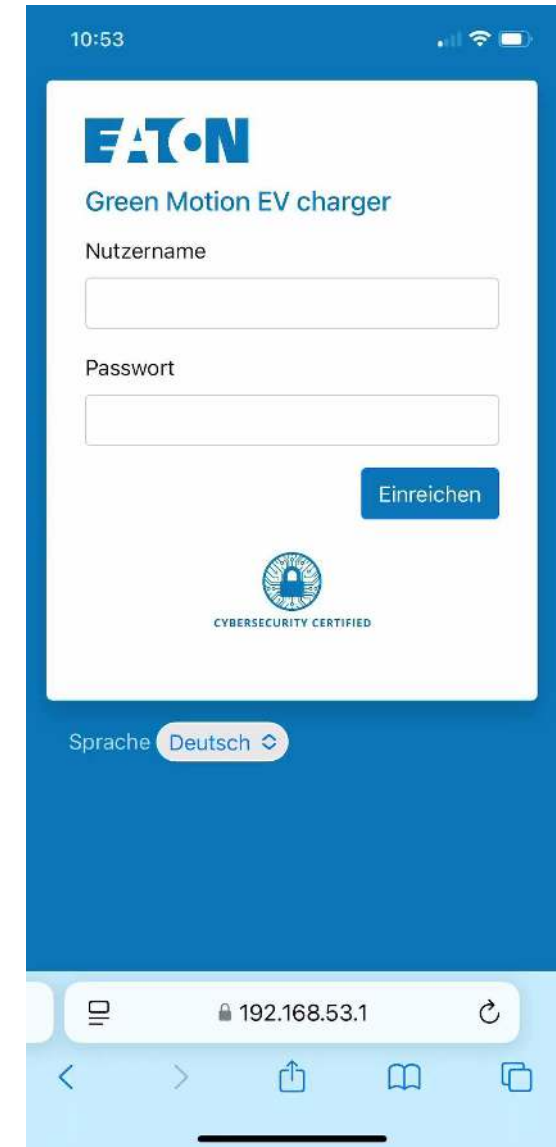 10:53
EATON
Green Motion EV charger
Nutzername
Passwort
Einreichen
CYBERSECURITY CERTIFIED
Sprache Deutsch
192.168.53.1